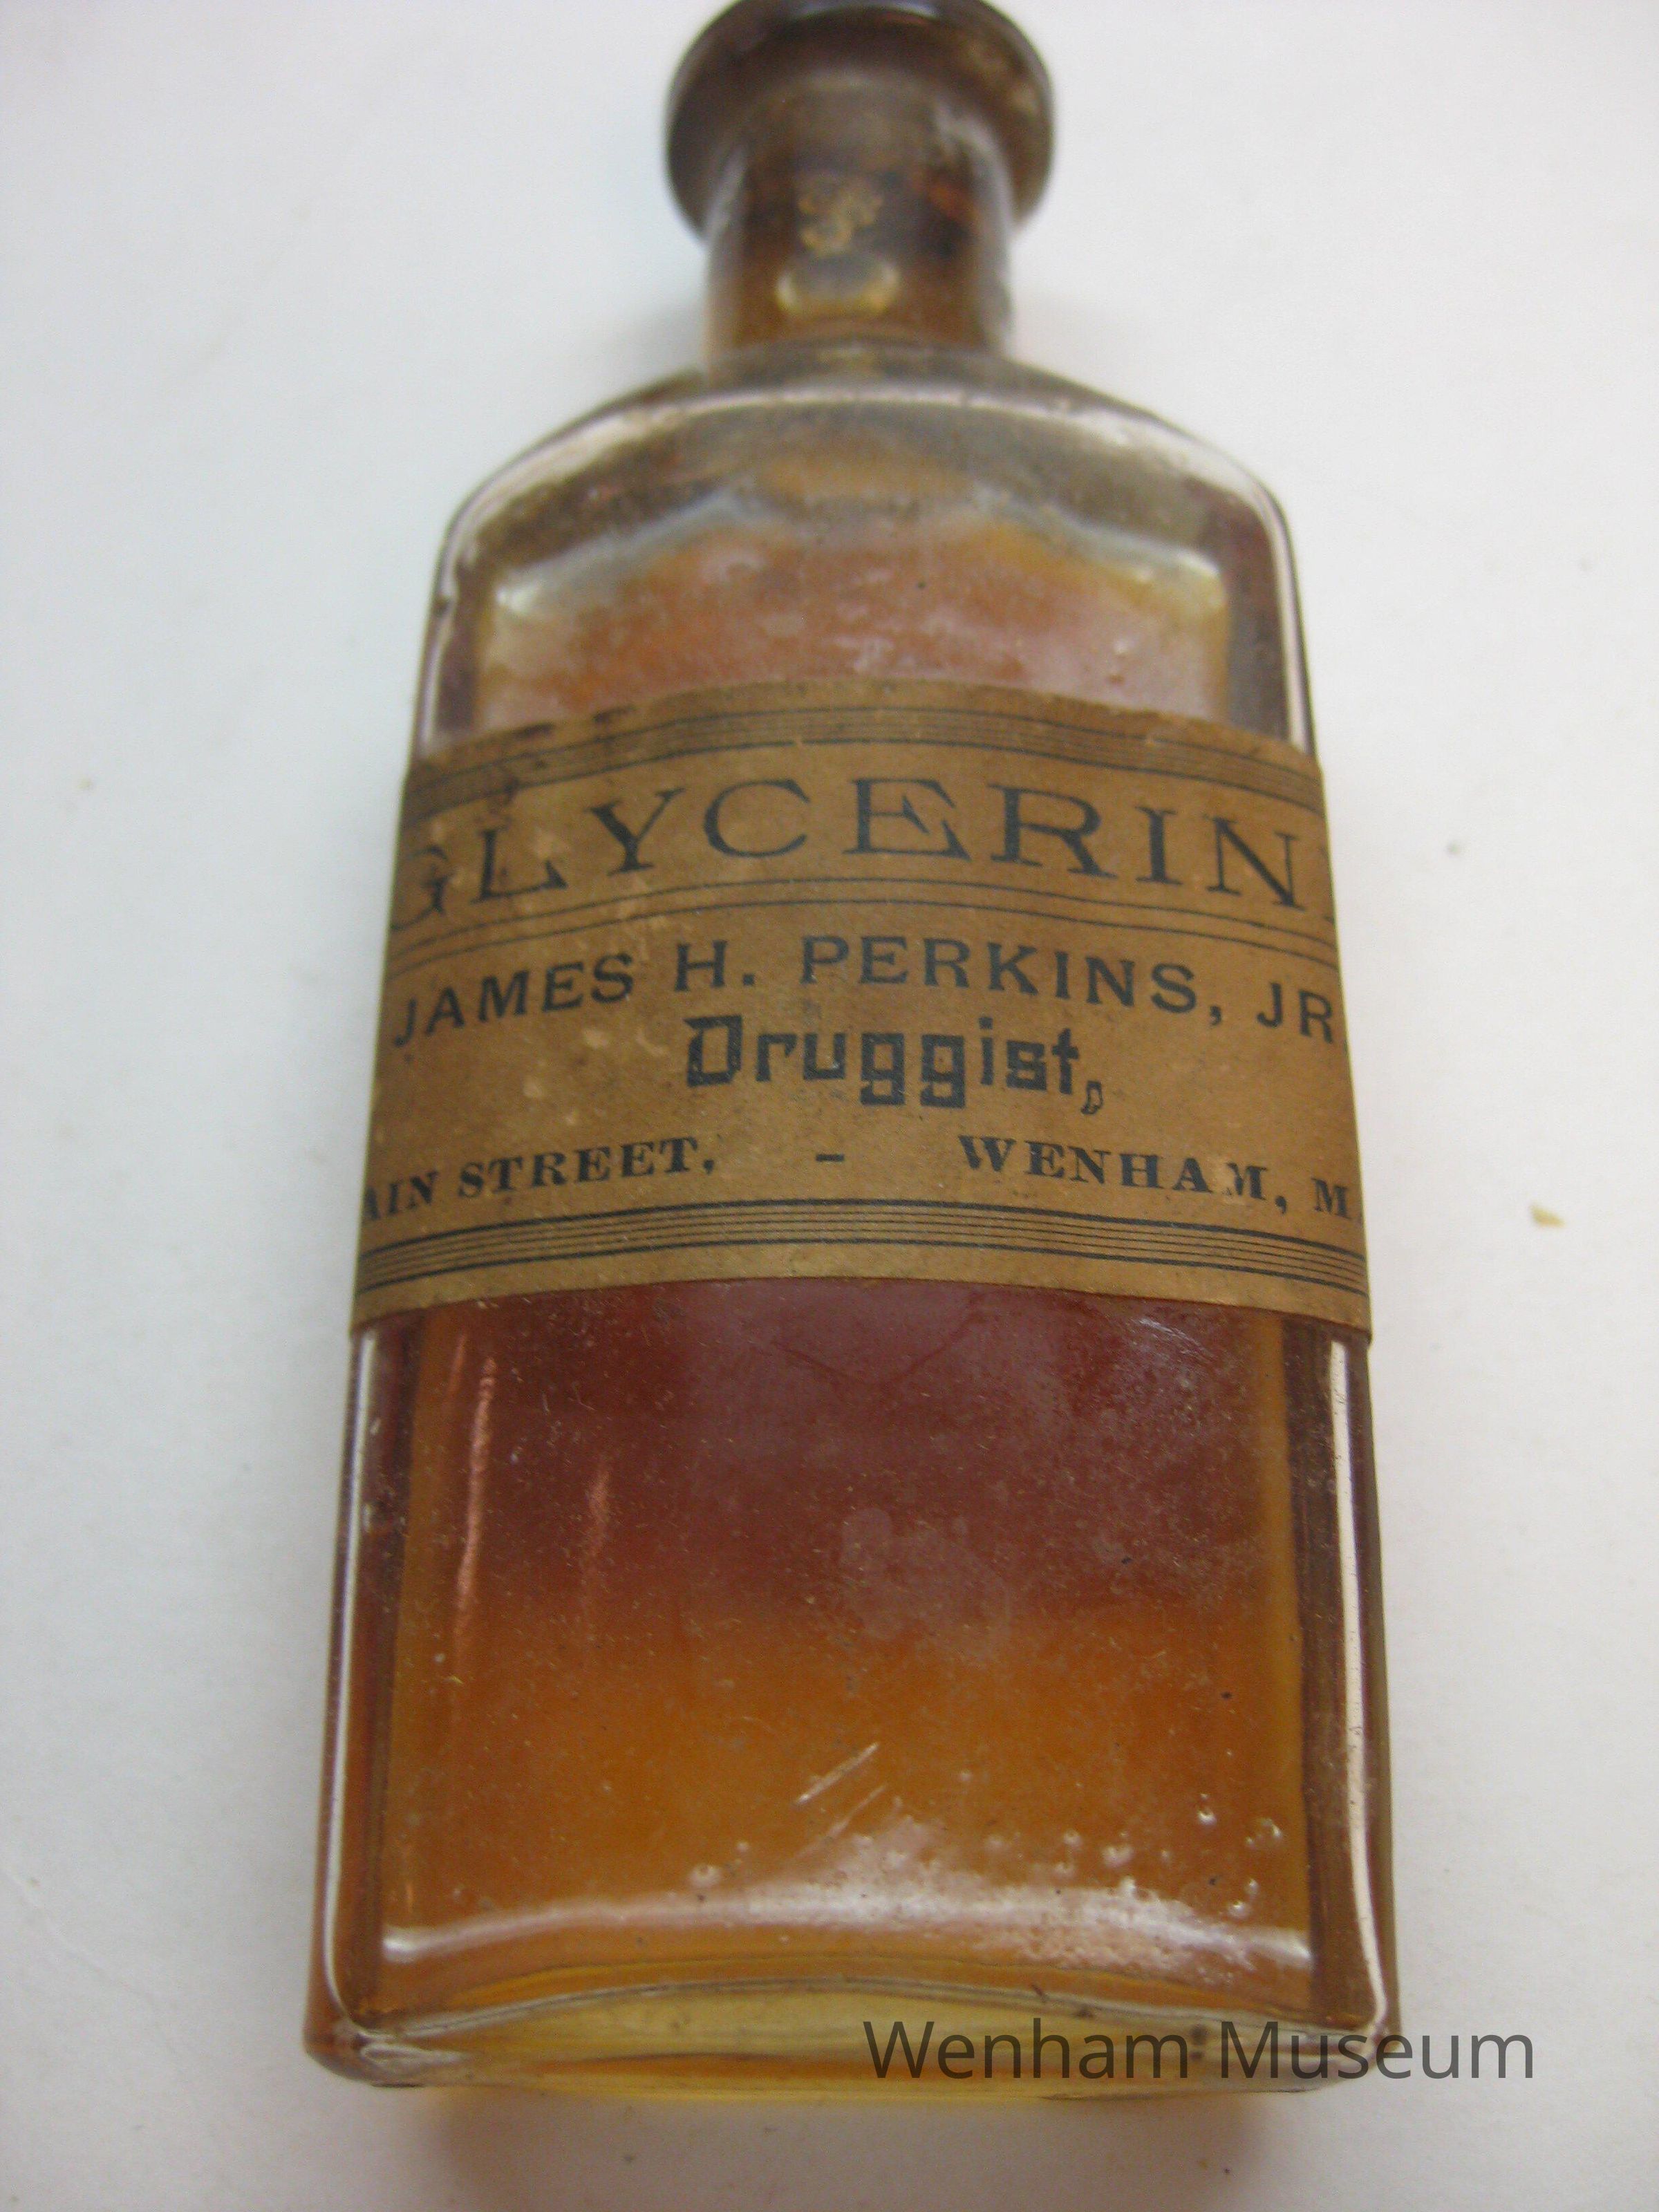 GLYCERIN
JAMES H. PERKINS, JR
Druggist,
AIN STREET, - WENHAM, M
Wenham Museum